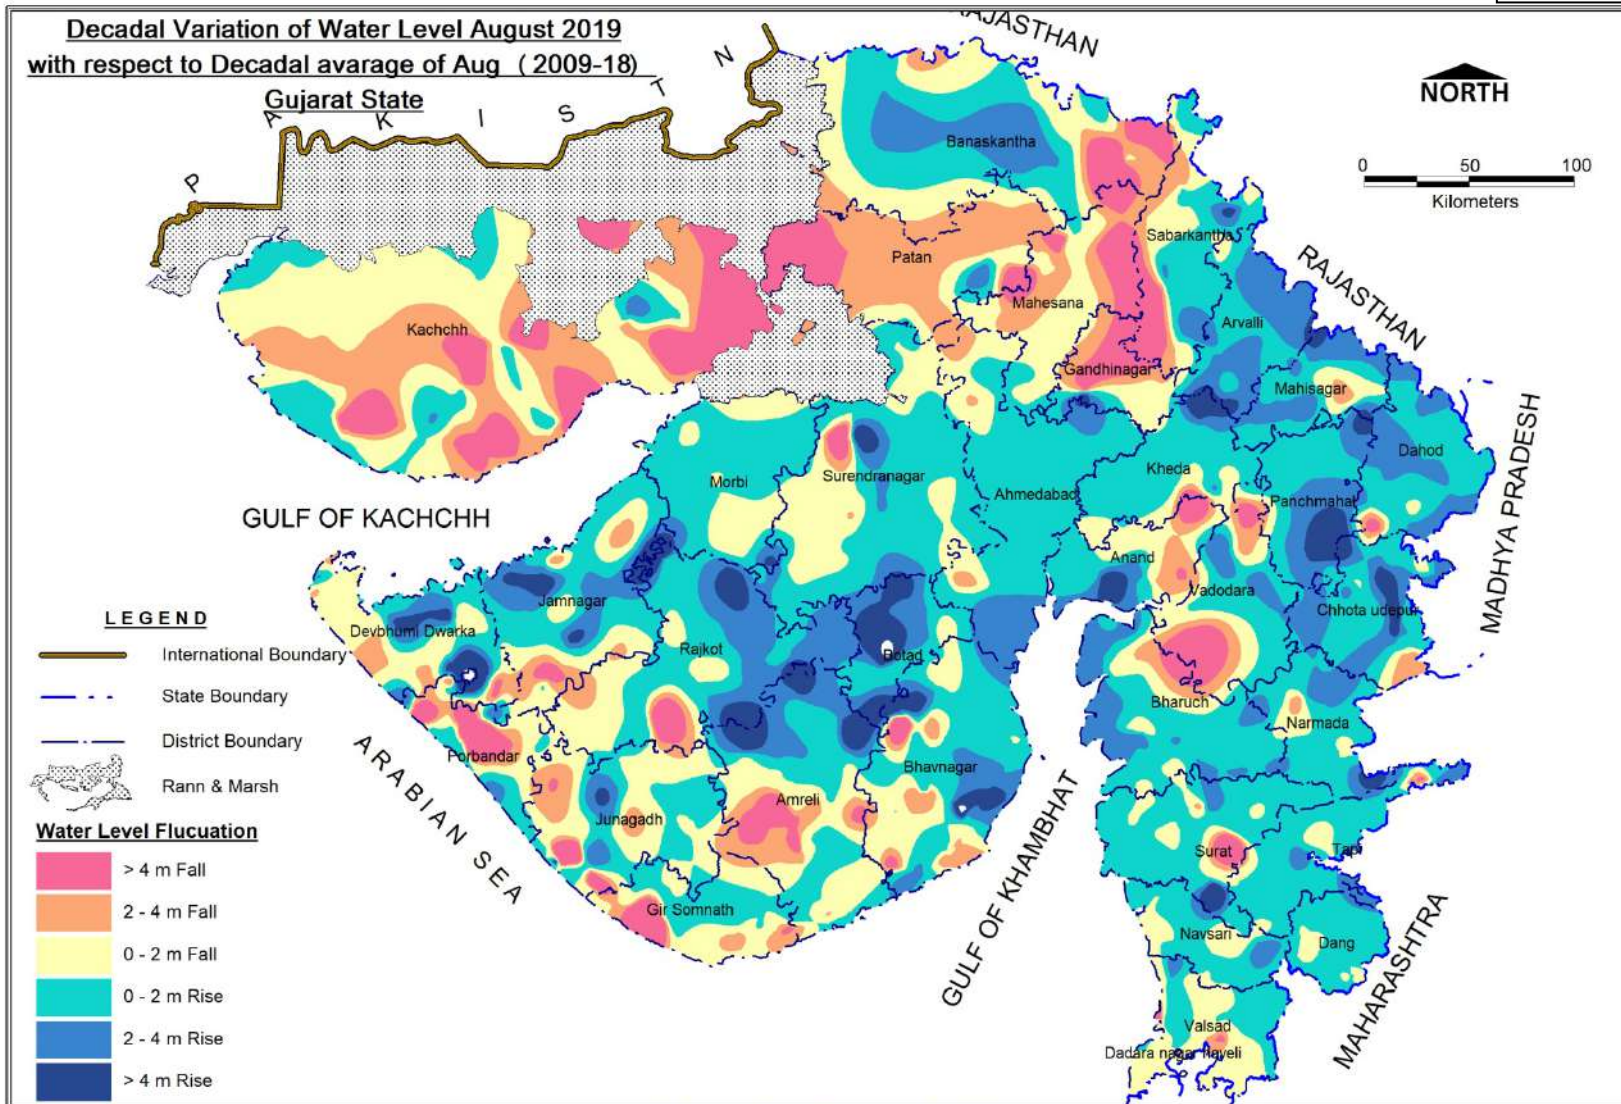 Decadal Variation of Water Level August 2019
with respect to Decadal avarage of Aug (2009-18)
Gujarat State
RAJASTHAN
NORTH
0 50 100
Kilometers
P A K I S T N
Banaskantha
Sabarkantha
RAJASTHAN
Patan
Mahesana
Kachchh
Arvalli
Gandhinagar
Mahisagar
Dahod
MADHYA PRADESH
Morbi
Surendranagar
Ahmedabad
Kheda
Panchmahal
GULF OF KACHCHH
Anand
Vadodara
Chhota udepur
Jamnagar
Devbhumi Dwarka
Rajkot
Botad
Bharuch
Narmada
Porbandar
Bhavnagar
Amreli
Junagadh
ARABIAN SEA
Gir Somnath
GULF OF KHAMBHAT
Surat
Tapi
Navsari
Dang
MAHARASHTRA
Valsad
Dadara nagar haveli
LEGEND
International Boundary
State Boundary
District Boundary
Rann & Marsh
Water Level Flucuation
> 4 m Fall
2 - 4 m Fall
0 - 2 m Fall
0 - 2 m Rise
2 - 4 m Rise
> 4 m Rise